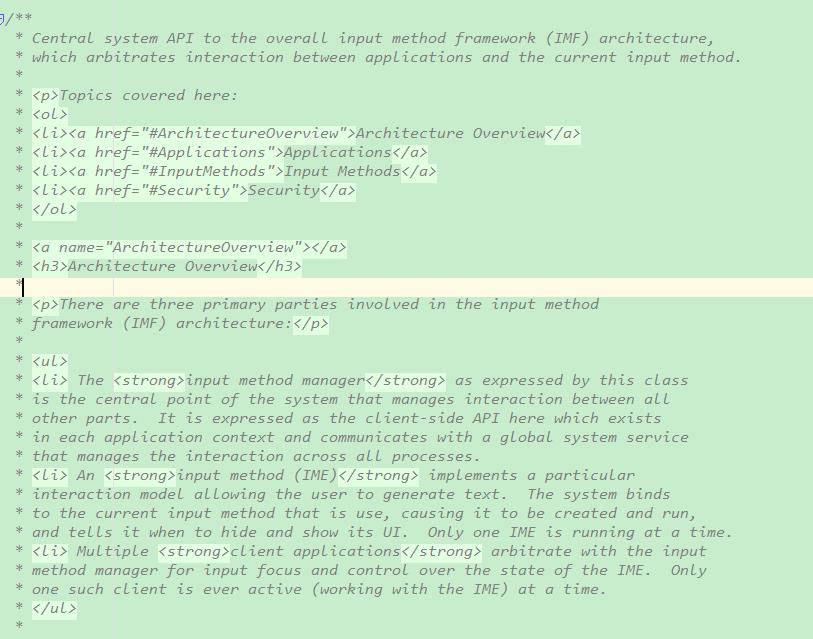 /**
 * Central system API to the overall input method framework (IMF) architecture,
 * which arbitrates interaction between applications and the current input method.
 *
 * <p>Topics covered here:
 * <ol>
 * <li><a href="#ArchitectureOverview">Architecture Overview</a>
 * <li><a href="#Applications">Applications</a>
 * <li><a href="#InputMethods">Input Methods</a>
 * <li><a href="#Security">Security</a>
 * </ol>
 *
 * <a name="ArchitectureOverview"></a>
 * <h3>Architecture Overview</h3>
 *
 * <p>There are three primary parties involved in the input method
 * framework (IMF) architecture:</p>
 *
 * <ul>
 * <li> The <strong>input method manager</strong> as expressed by this class
 * is the central point of the system that manages interaction between all
 * other parts.  It is expressed as the client-side API here which exists
 * in each application context and communicates with a global system service
 * that manages the interaction across all processes.
 * <li> An <strong>input method (IME)</strong> implements a particular
 * interaction model allowing the user to generate text.  The system binds
 * to the current input method that is use, causing it to be created and run,
 * and tells it when to hide and show its UI.  Only one IME is running at a time.
 * <li> Multiple <strong>client applications</strong> arbitrate with the input
 * method manager for input focus and control over the state of the IME.  Only
 * one such client is ever active (working with the IME) at a time.
 * </ul>
 *